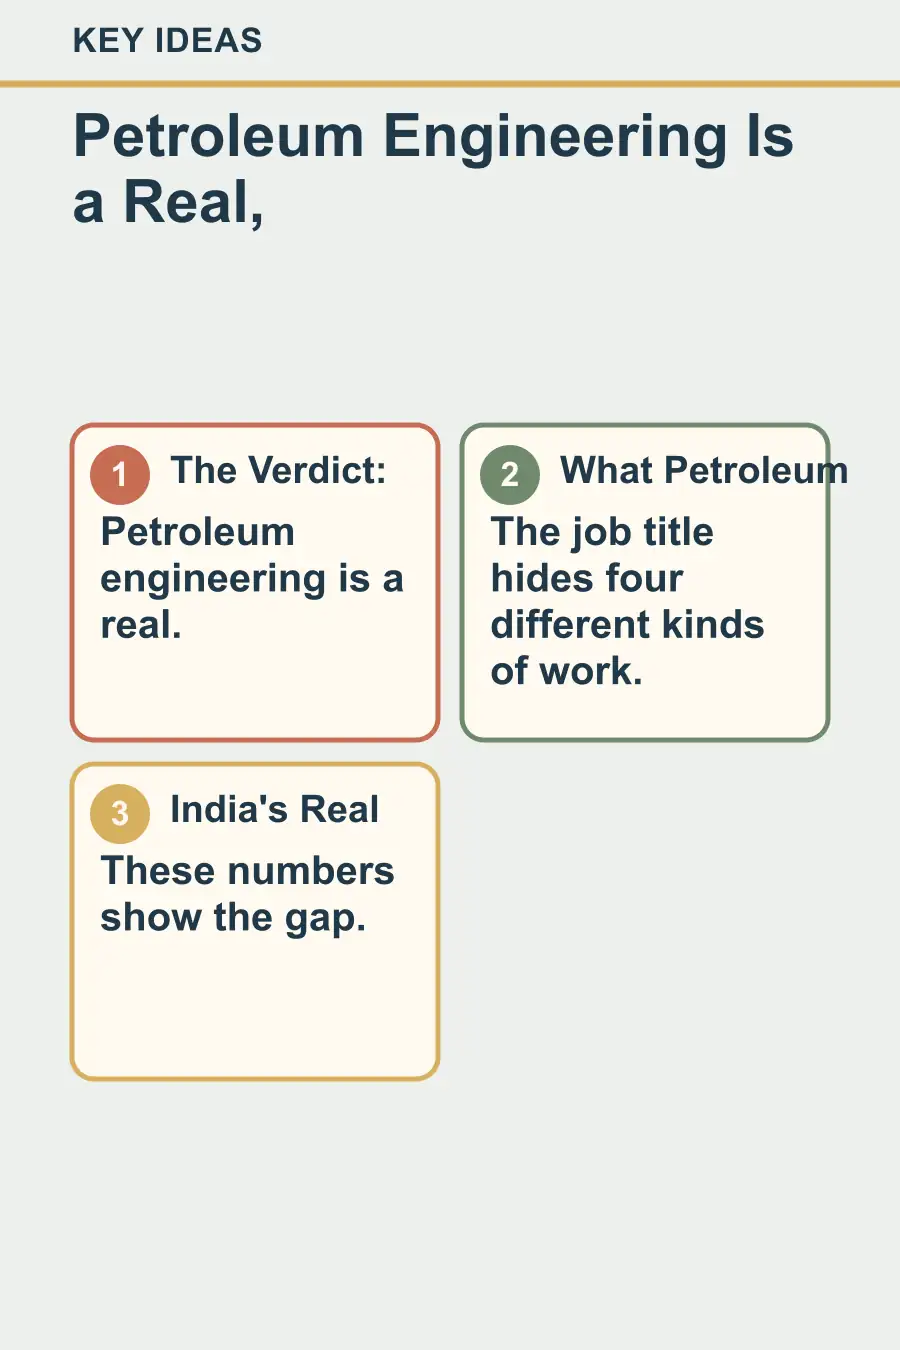 KEY IDEAS
Petroleum Engineering Is
a Real,
1 The Verdict:
Petroleum
engineering is a
real.
2 What Petroleum
The job title
hides four
different kinds
of work.
3 India's Real
These numbers
show the gap.